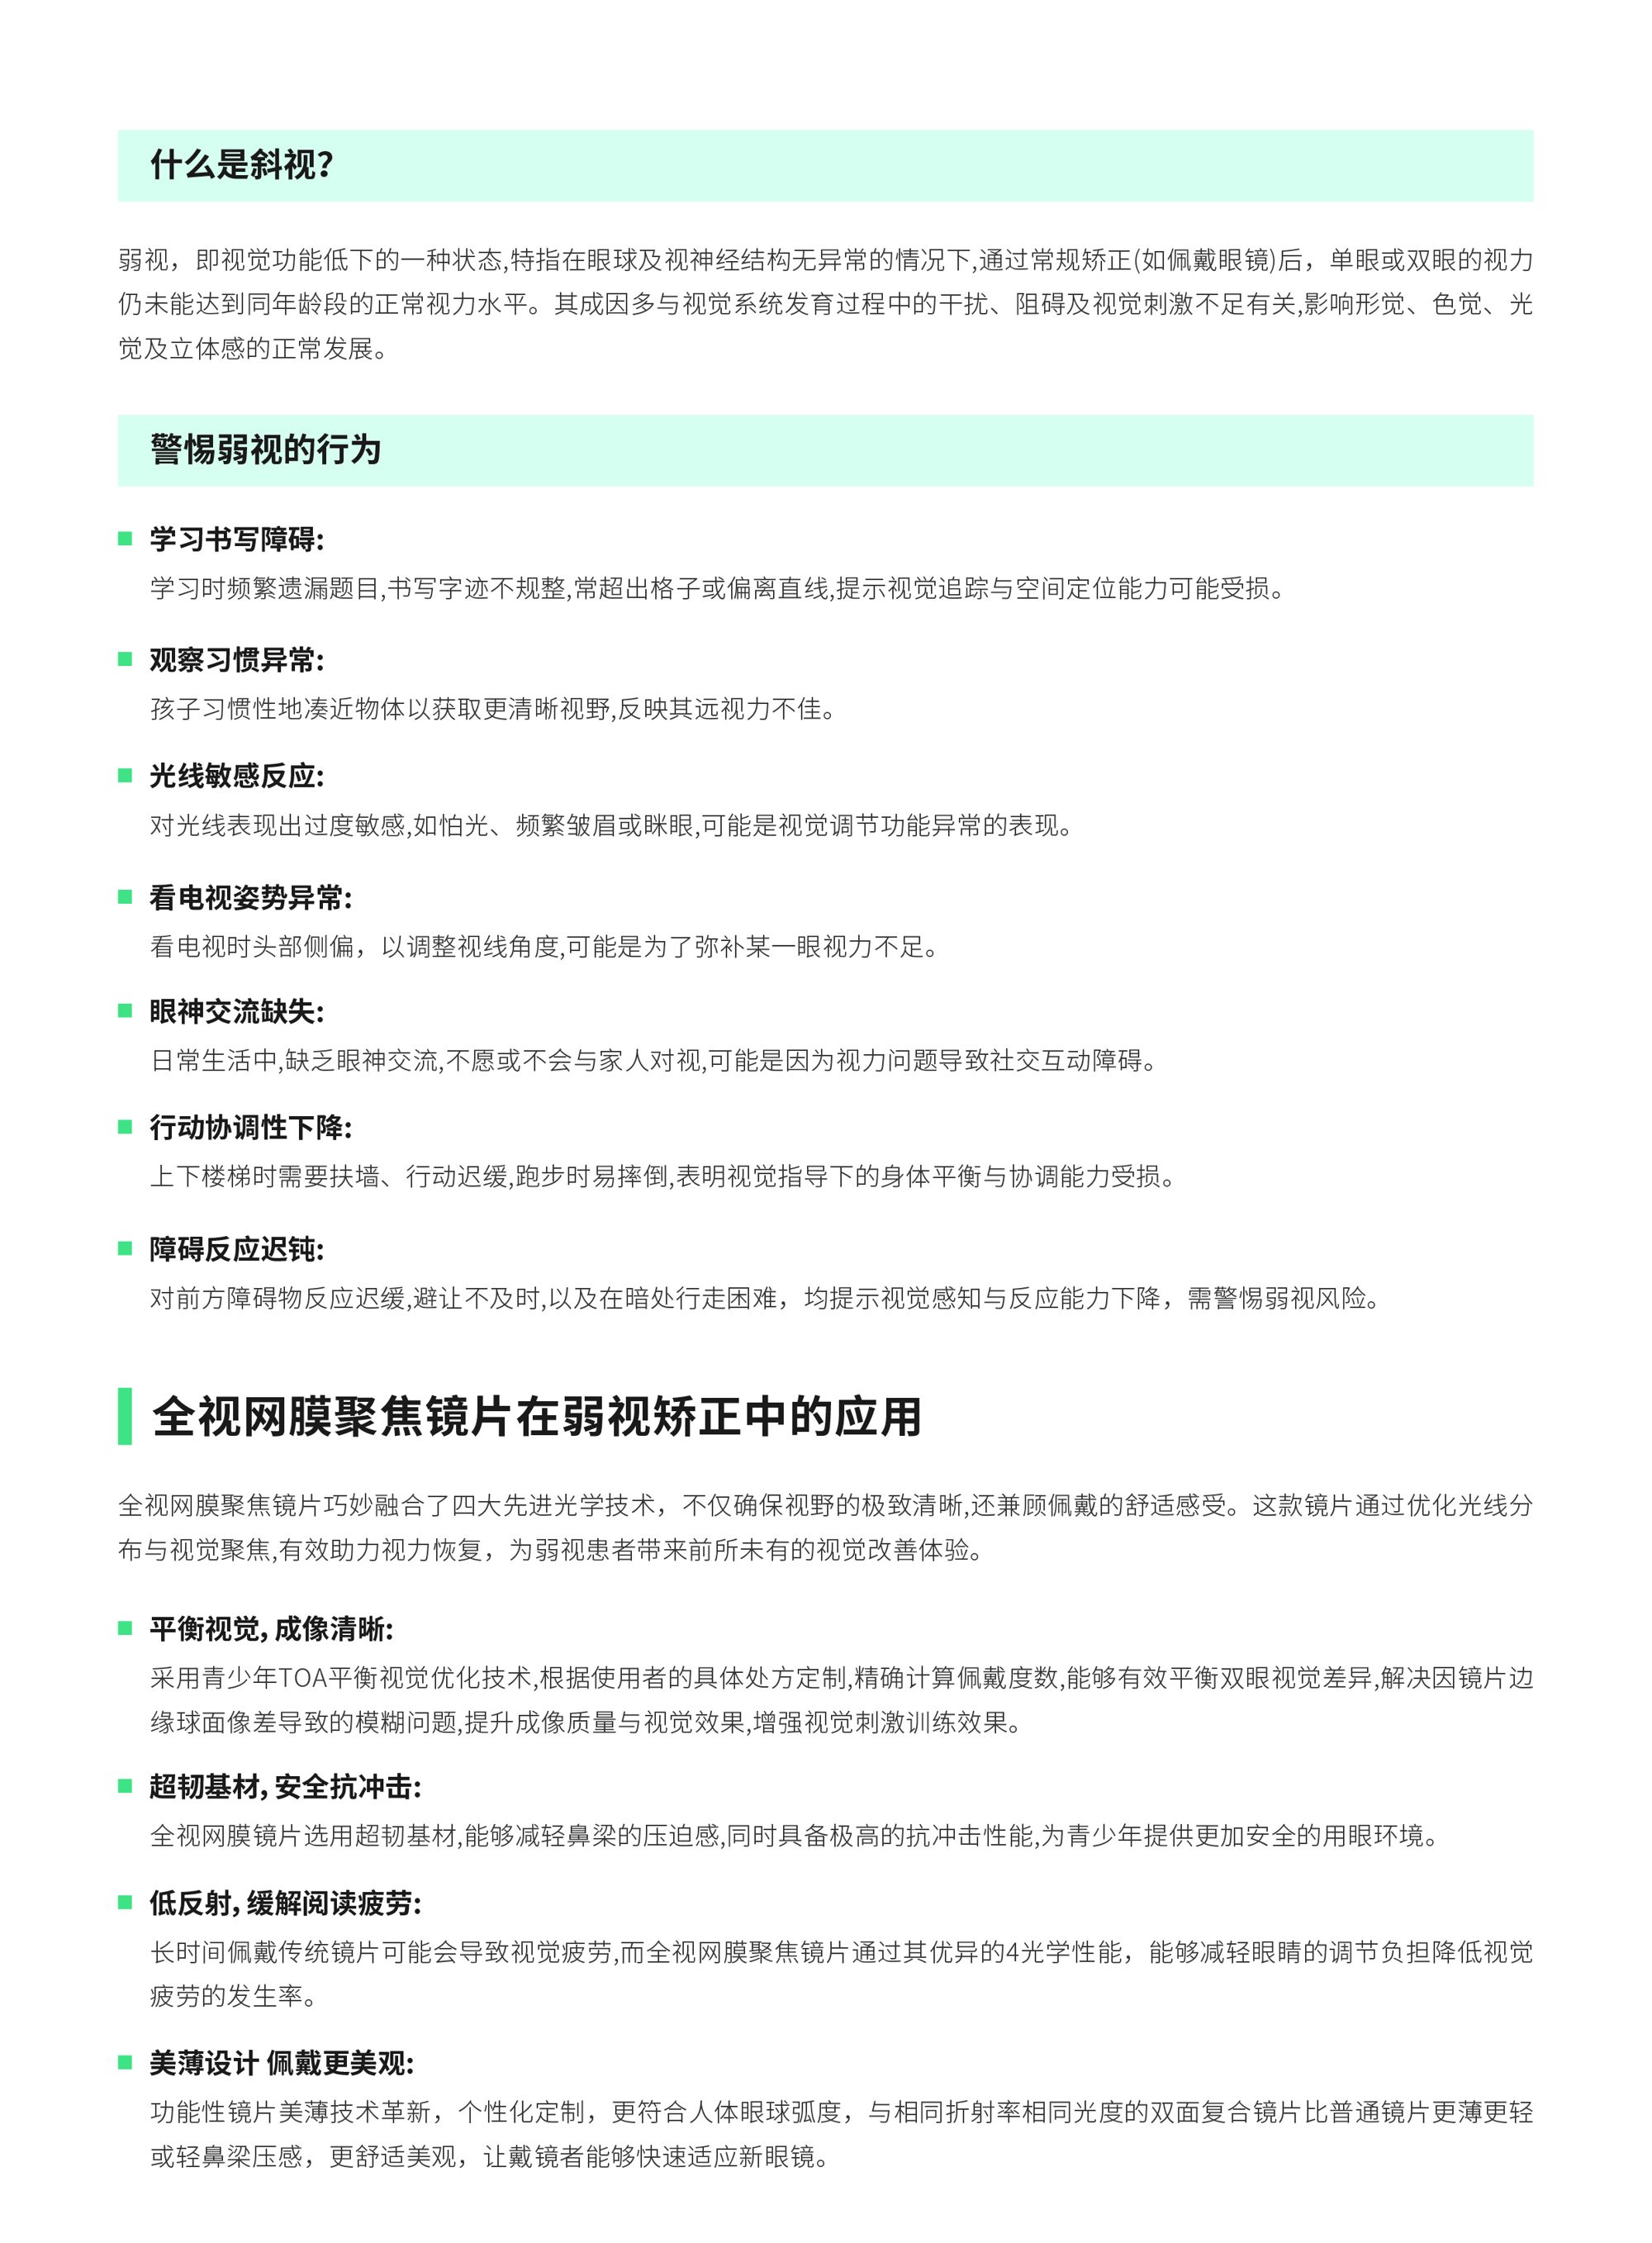 什么是斜视？
弱视，即视觉功能低下的一种状态,特指在眼球及视神经结构无异常的情况下,通过常规矫正(如佩戴眼镜)后，单眼或双眼的视力
仍未能达到同年龄段的正常视力水平。其成因多与视觉系统发育过程中的干扰、阻碍及视觉刺激不足有关,影响形觉、色觉、光
觉及立体感的正常发展。
警惕弱视的行为
学习书写障碍:
学习时频繁遗漏题目,书写字迹不规整,常超出格子或偏离直线,提示视觉追踪与空间定位能力可能受损。
观察习惯异常:
孩子习惯性地凑近物体以获取更清晰视野,反映其远视力不佳。
光线敏感反应:
对光线表现出过度敏感,如怕光、频繁皱眉或眯眼,可能是视觉调节功能异常的表现。
看电视姿势异常:
看电视时头部侧偏，以调整视线角度,可能是为了弥补某一眼视力不足。
眼神交流缺失:
日常生活中,缺乏眼神交流,不愿或不会与家人对视,可能是因为视力问题导致社交互动障碍。
行动协调性下降:
上下楼梯时需要扶墙、行动迟缓,跑步时易摔倒,表明视觉指导下的身体平衡与协调能力受损。
障碍反应迟钝:
对前方障碍物反应迟缓,避让不及时,以及在暗处行走困难，均提示视觉感知与反应能力下降，需警惕弱视风险。
全视网膜聚焦镜片在弱视矫正中的应用
全视网膜聚焦镜片巧妙融合了四大先进光学技术，不仅确保视野的极致清晰,还兼顾佩戴的舒适感受。这款镜片通过优化光线分
布与视觉聚焦,有效助力视力恢复，为弱视患者带来前所未有的视觉改善体验。
平衡视觉, 成像清晰:
采用青少年TOA平衡视觉优化技术,根据使用者的具体处方定制,精确计算佩戴度数,能够有效平衡双眼视觉差异,解决因镜片边
缘球面像差导致的模糊问题,提升成像质量与视觉效果,增强视觉刺激训练效果。
超韧基材, 安全抗冲击:
全视网膜镜片选用超韧基材,能够减轻鼻梁的压迫感,同时具备极高的抗冲击性能,为青少年提供更加安全的用眼环境。
低反射, 缓解阅读疲劳:
长时间佩戴传统镜片可能会导致视觉疲劳,而全视网膜聚焦镜片通过其优异的4光学性能，能够减轻眼睛的调节负担降低视觉
疲劳的发生率。
美薄设计 佩戴更美观:
功能性镜片美薄技术革新，个性化定制，更符合人体眼球弧度，与相同折射率相同光度的双面复合镜片比普通镜片更薄更轻
或轻鼻梁压感，更舒适美观，让戴镜者能够快速适应新眼镜。